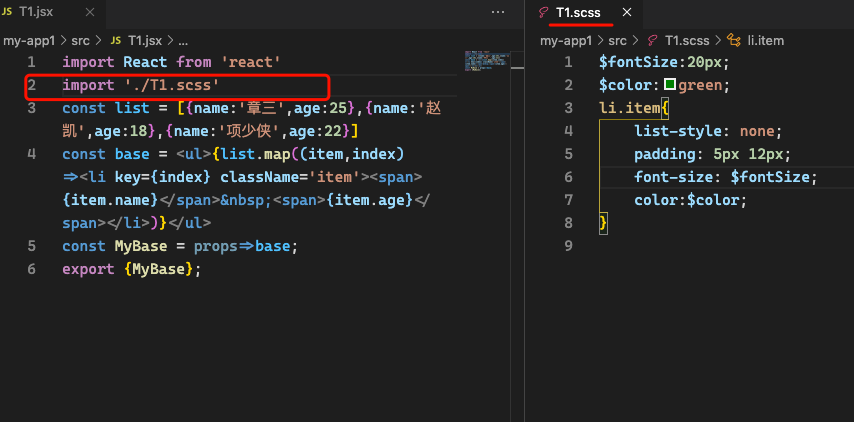 JS T1.jsx ×
my-app1 > src > JS T1.jsx > ...
1 import React from 'react'
2 import './T1.scss'
3 const list = [{name:'章三',age:25},{name:'赵
凯',age:18},{name:'项少侠',age:22}]
4 const base = <ul>{list.map((item,index)
=><li key={index} className='item'><span>
{item.name}</span>&nbsp;<span>{item.age}</
span></li>)}</ul>
5 const MyBase = props=>base;
6 export {MyBase};
T1.scss ×
my-app1 > src > T1.scss > li.item
1 $fontSize:20px;
2 $color:green;
3 li.item{
4 list-style: none;
5 padding: 5px 12px;
6 font-size: $fontSize;
7 color:$color;
8 }
9